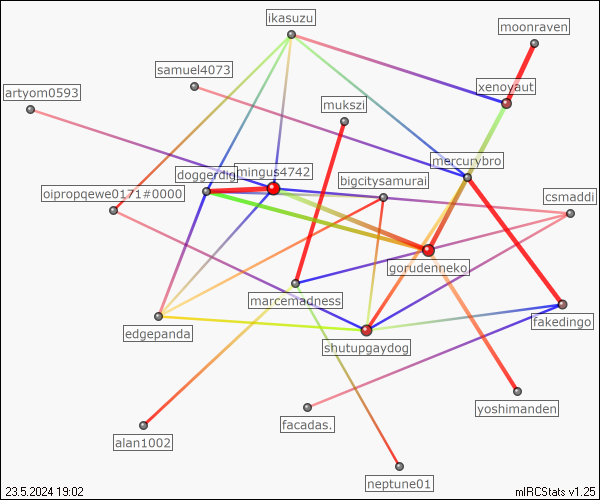 ikasuzu
moonraven
samuel4073
xenoyaut
artyom0593
mukszi
mercurybro
doggerdig
mingus4742
bigcitysamurai
oipropqewe0171#0000
csmaddi
gorudenneko
marcemadness
edgepanda
fakedingo
shutupgaydog
yoshimanden
facadas.
alan1002
neptune01
23.5.2024 19:02
mIRCStats v1.25